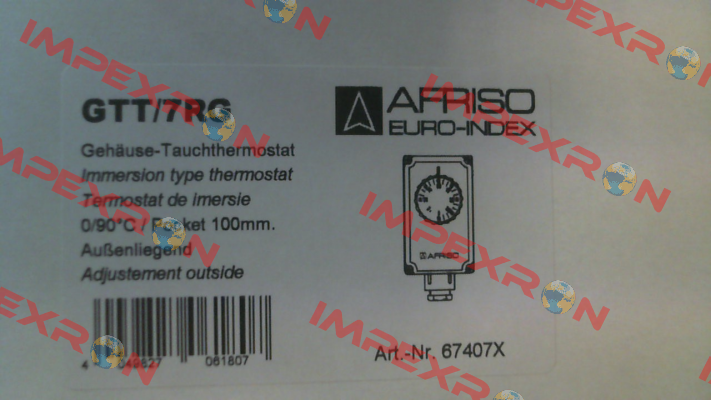 GTT/7RG
AFRISO
EURO-INDEX
Gehäuse-Tauchthermostat
Immersion type thermostat
Termostat de imersie
0/90°C / Pocket 100mm.
Außenliegend
Adjustement outside
AFRISO
061807
Art.-Nr. 67407X
IMPEXRON
IMPEXRON
IMPEXRON
IMPEXRON
IMPEXRON
IMPEXRON
IMPEXRON